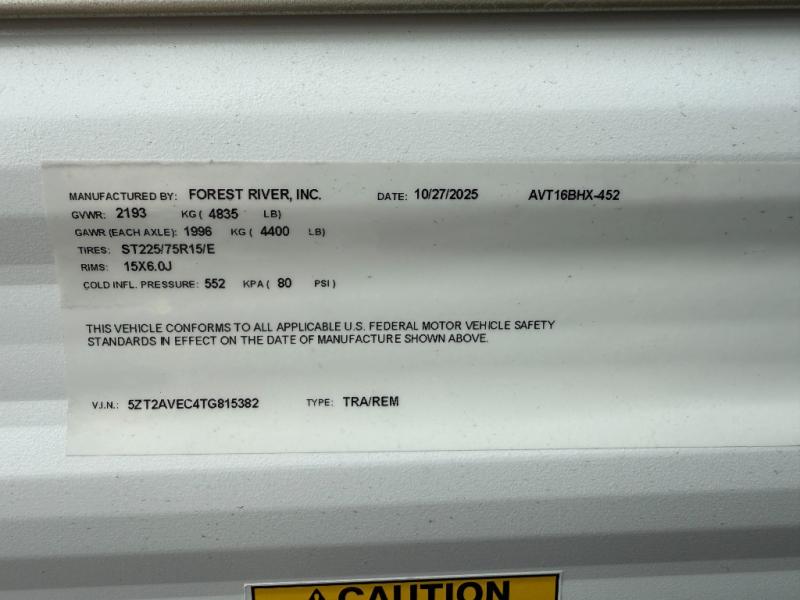 MANUFACTURED BY: FOREST RIVER, INC. DATE: 10/27/2025 AVT16BHX-452
GVWR: 2193 KG ( 4835 LB)
GAWR (EACH AXLE): 1996 KG ( 4400 LB)
TIRES: ST225/75R15/E
RIMS: 15X6.0J
COLD INFL. PRESSURE: 552 KPA ( 80 PSI )
THIS VEHICLE CONFORMS TO ALL APPLICABLE U.S. FEDERAL MOTOR VEHICLE SAFETY
STANDARDS IN EFFECT ON THE DATE OF MANUFACTURE SHOWN ABOVE.
V.I.N.: 5ZT2AVEC4TG815382 TYPE: TRA/REM
CAUTION